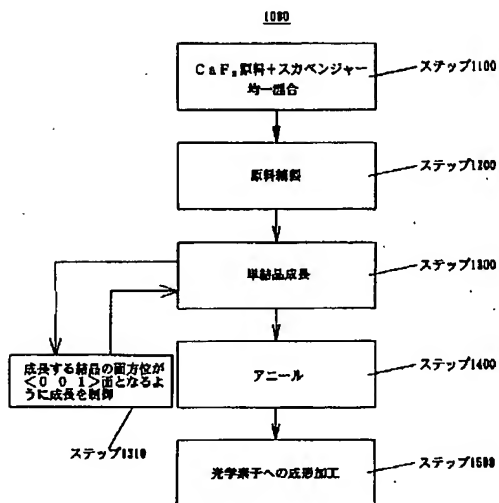 1000
CaF₂原料＋スカベンジャー
均一混合
ステップ1100
原料精製
ステップ1200
単結晶成長
ステップ1300
成長する結晶の面方位が
＜００１＞面となるよ
うに成長を制御
ステップ1310
アニール
ステップ1400
光学素子への成形加工
ステップ1500